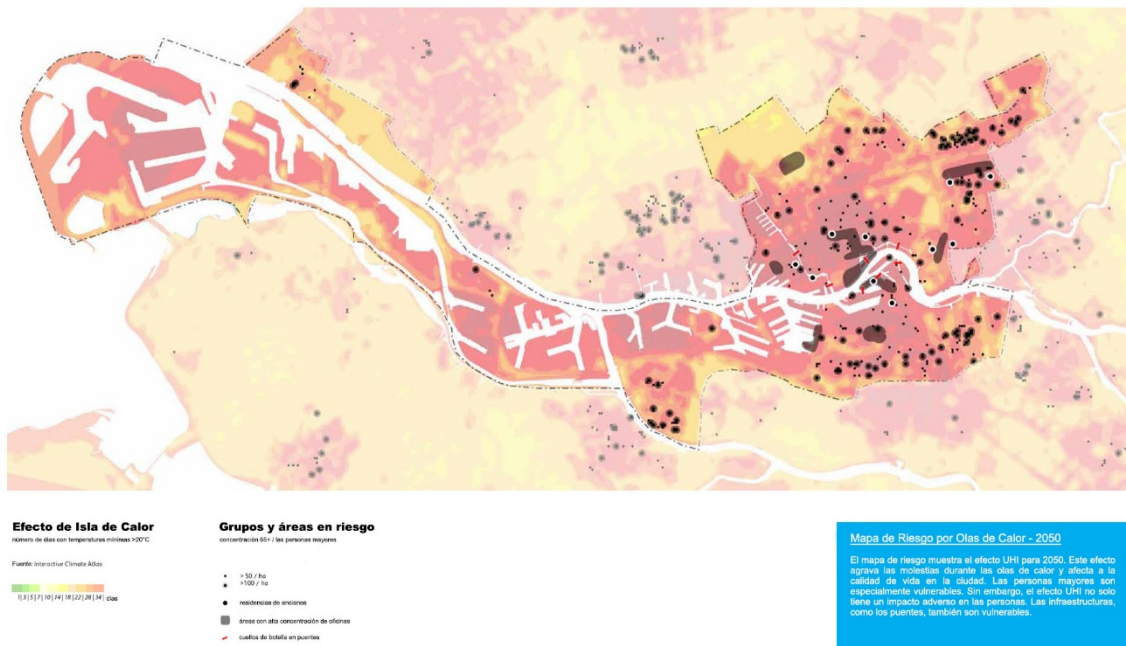 Efecto de Isla de Calor
número de días con temperaturas mínimas >20°C
Fuente: Interactive Climate Atlas
1| 3 | 5 | 7 | 10 | 14 | 18 | 22 | 28 | 34 | días
Grupos y áreas en riesgo
concentración 65+ / las personas mayores
> 50 / ha
>100 / ha
residencias de ancianos
áreas con alta concentración de oficinas
cuellos de botella en puentes
Mapa de Riesgo por Olas de Calor - 2050
El mapa de riesgo muestra el efecto UHI para 2050. Este efecto
agrava las molestias durante las olas de calor y afecta a la
calidad de vida en la ciudad. Las personas mayores son
especialmente vulnerables. Sin embargo, el efecto UHI no solo
tiene un impacto adverso en las personas. Las infraestructuras,
como los puentes, también son vulnerables.